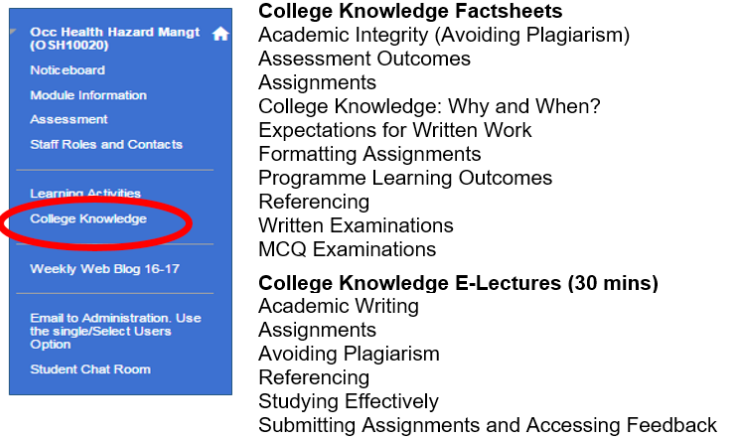 Occ Health Hazard Mangt
(OSH10020)
Noticeboard
Module Information
Assessment
Staff Roles and Contacts
Learning Activities
College Knowledge
Weekly Web Blog 16-17
Email to Administration. Use
the single/Select Users
Option
Student Chat Room
College Knowledge Factsheets
Academic Integrity (Avoiding Plagiarism)
Assessment Outcomes
Assignments
College Knowledge: Why and When?
Expectations for Written Work
Formatting Assignments
Programme Learning Outcomes
Referencing
Written Examinations
MCQ Examinations
College Knowledge E-Lectures (30 mins)
Academic Writing
Assignments
Avoiding Plagiarism
Referencing
Studying Effectively
Submitting Assignments and Accessing Feedback